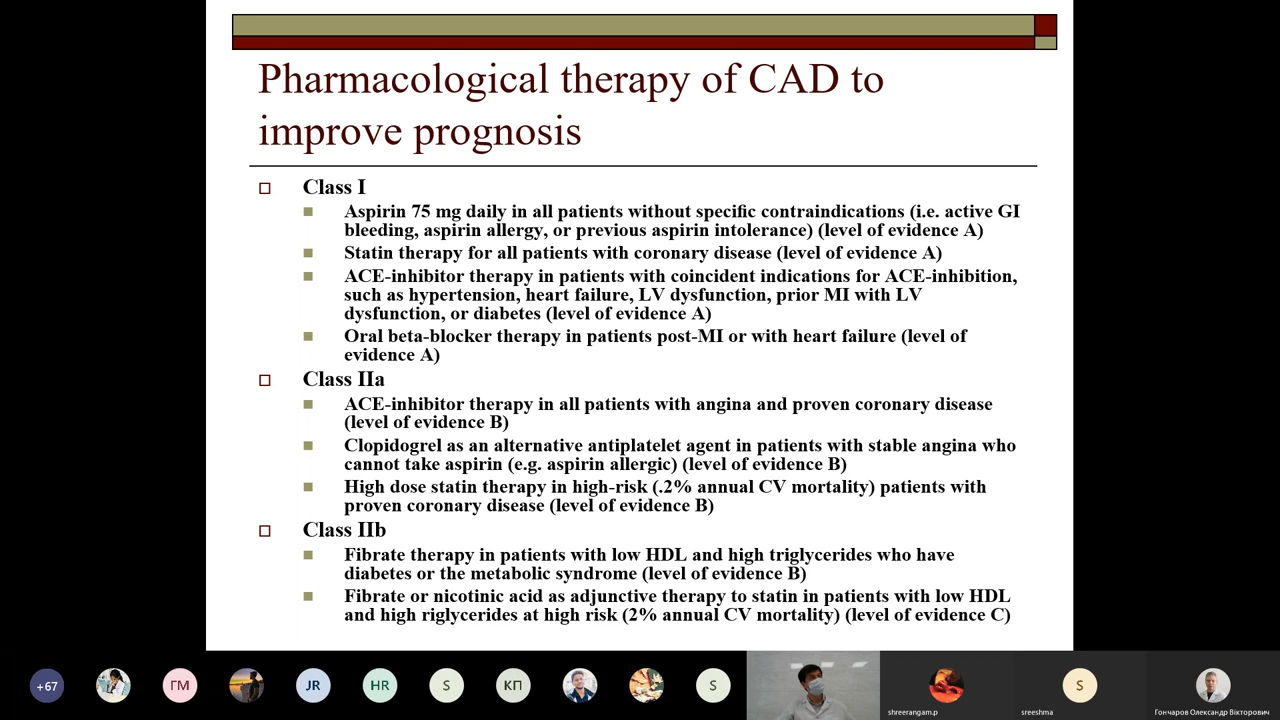 Pharmacological therapy of CAD to
improve prognosis
Class I
Aspirin 75 mg daily in all patients without specific contraindications (i.e. active GI
bleeding, aspirin allergy, or previous aspirin intolerance) (level of evidence A)
Statin therapy for all patients with coronary disease (level of evidence A)
ACE-inhibitor therapy in patients with coincident indications for ACE-inhibition,
such as hypertension, heart failure, LV dysfunction, prior MI with LV
dysfunction, or diabetes (level of evidence A)
Oral beta-blocker therapy in patients post-MI or with heart failure (level of
evidence A)
Class IIa
ACE-inhibitor therapy in all patients with angina and proven coronary disease
(level of evidence B)
Clopidogrel as an alternative antiplatelet agent in patients with stable angina who
cannot take aspirin (e.g. aspirin allergic) (level of evidence B)
High dose statin therapy in high-risk (.2% annual CV mortality) patients with
proven coronary disease (level of evidence B)
Class IIb
Fibrate therapy in patients with low HDL and high triglycerides who have
diabetes or the metabolic syndrome (level of evidence B)
Fibrate or nicotinic acid as adjunctive therapy to statin in patients with low HDL
and high riglycerides at high risk (2% annual CV mortality) (level of evidence C)
+67
ГМ
JR
HR
S
КП
S
S
shreerangam.p
sreeshma
Гончаров Олександр Вікторович